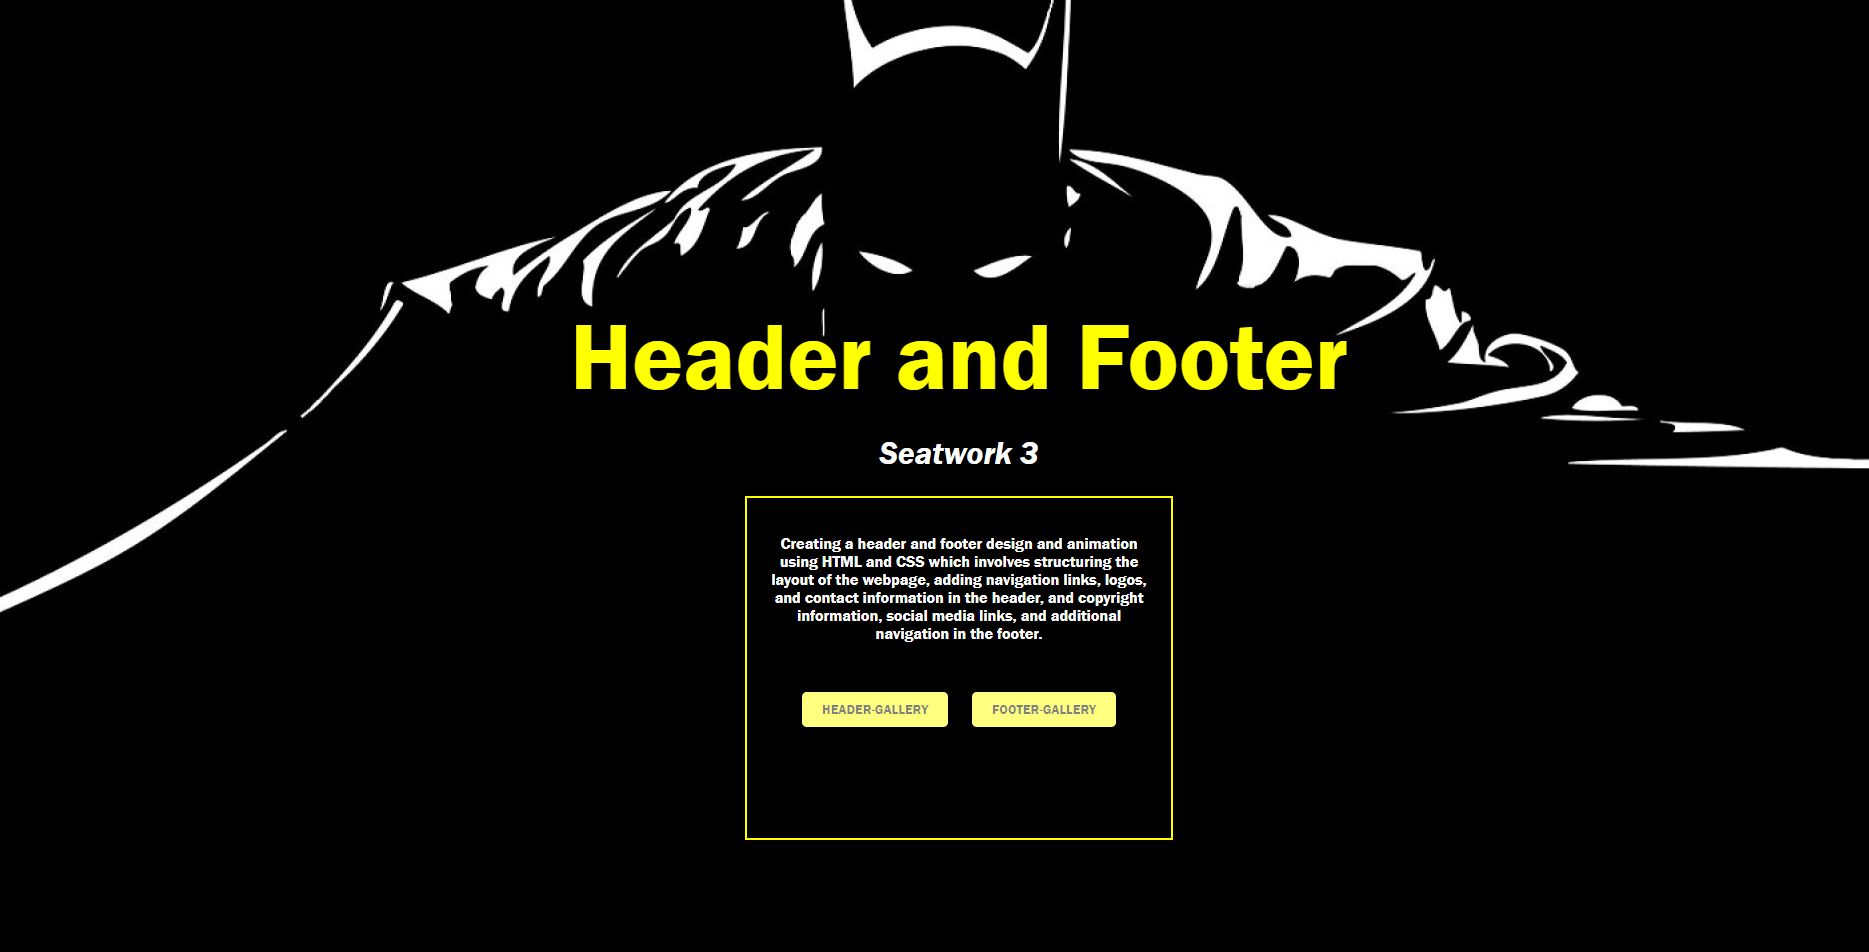 Header and Footer
Seatwork 3
Creating a header and footer design and animation
using HTML and CSS which involves structuring the
layout of the webpage, adding navigation links, logos,
and contact information in the header, and copyright
information, social media links, and additional
navigation in the footer.
HEADER-GALLERY
FOOTER-GALLERY